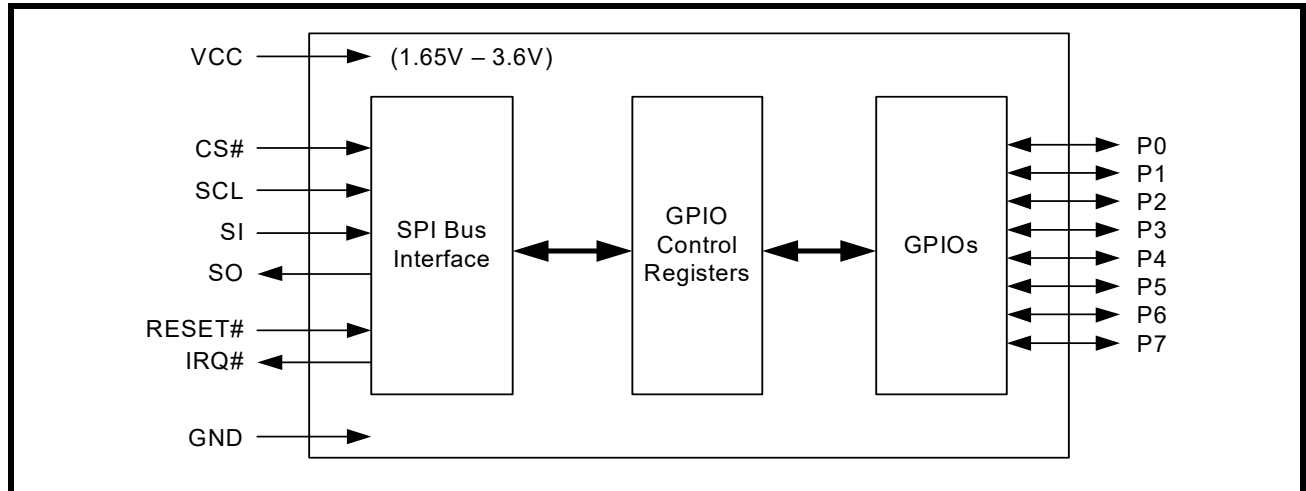 VCC
(1.65V – 3.6V)
CS#
SCL
SI
SO
RESET#
IRQ#
GND
SPI Bus
Interface
GPIO
Control
Registers
GPIOs
P0
P1
P2
P3
P4
P5
P6
P7